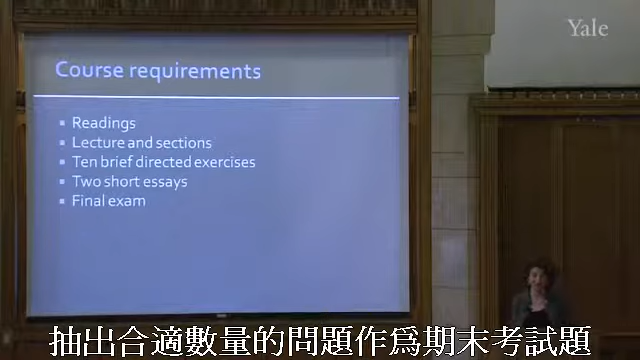 Yale
Course requirements
Readings
Lecture and sections
Ten brief directed exercises
Two short essays
Final exam
抽出合適數量的問題作爲期末考試題